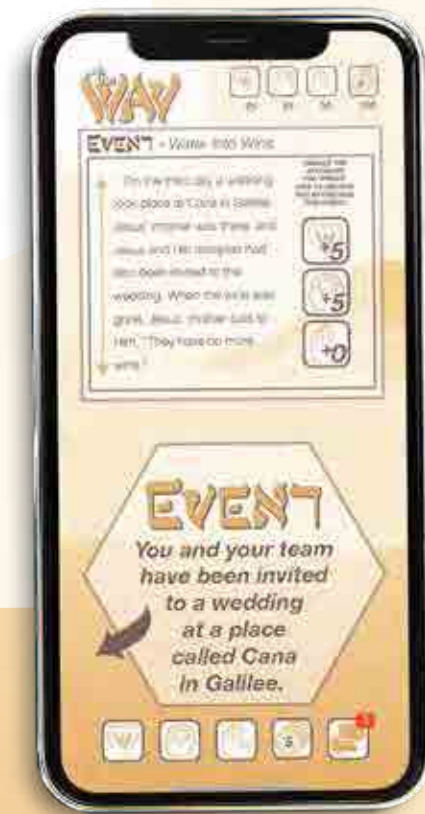 the WAY
EVENT - Water Into Wine
On the third day a wedding
took place at Cana in Galilee.
Jesus' mother was there, and
Jesus and His disciples had
also been invited to the
wedding. When the wine was
gone, Jesus' mother said to
Him, "They have no more
wine."
+5
+5
+0
EVENT
You and your team
have been invited
to a wedding
at a place
called Cana
in Galilee.
5